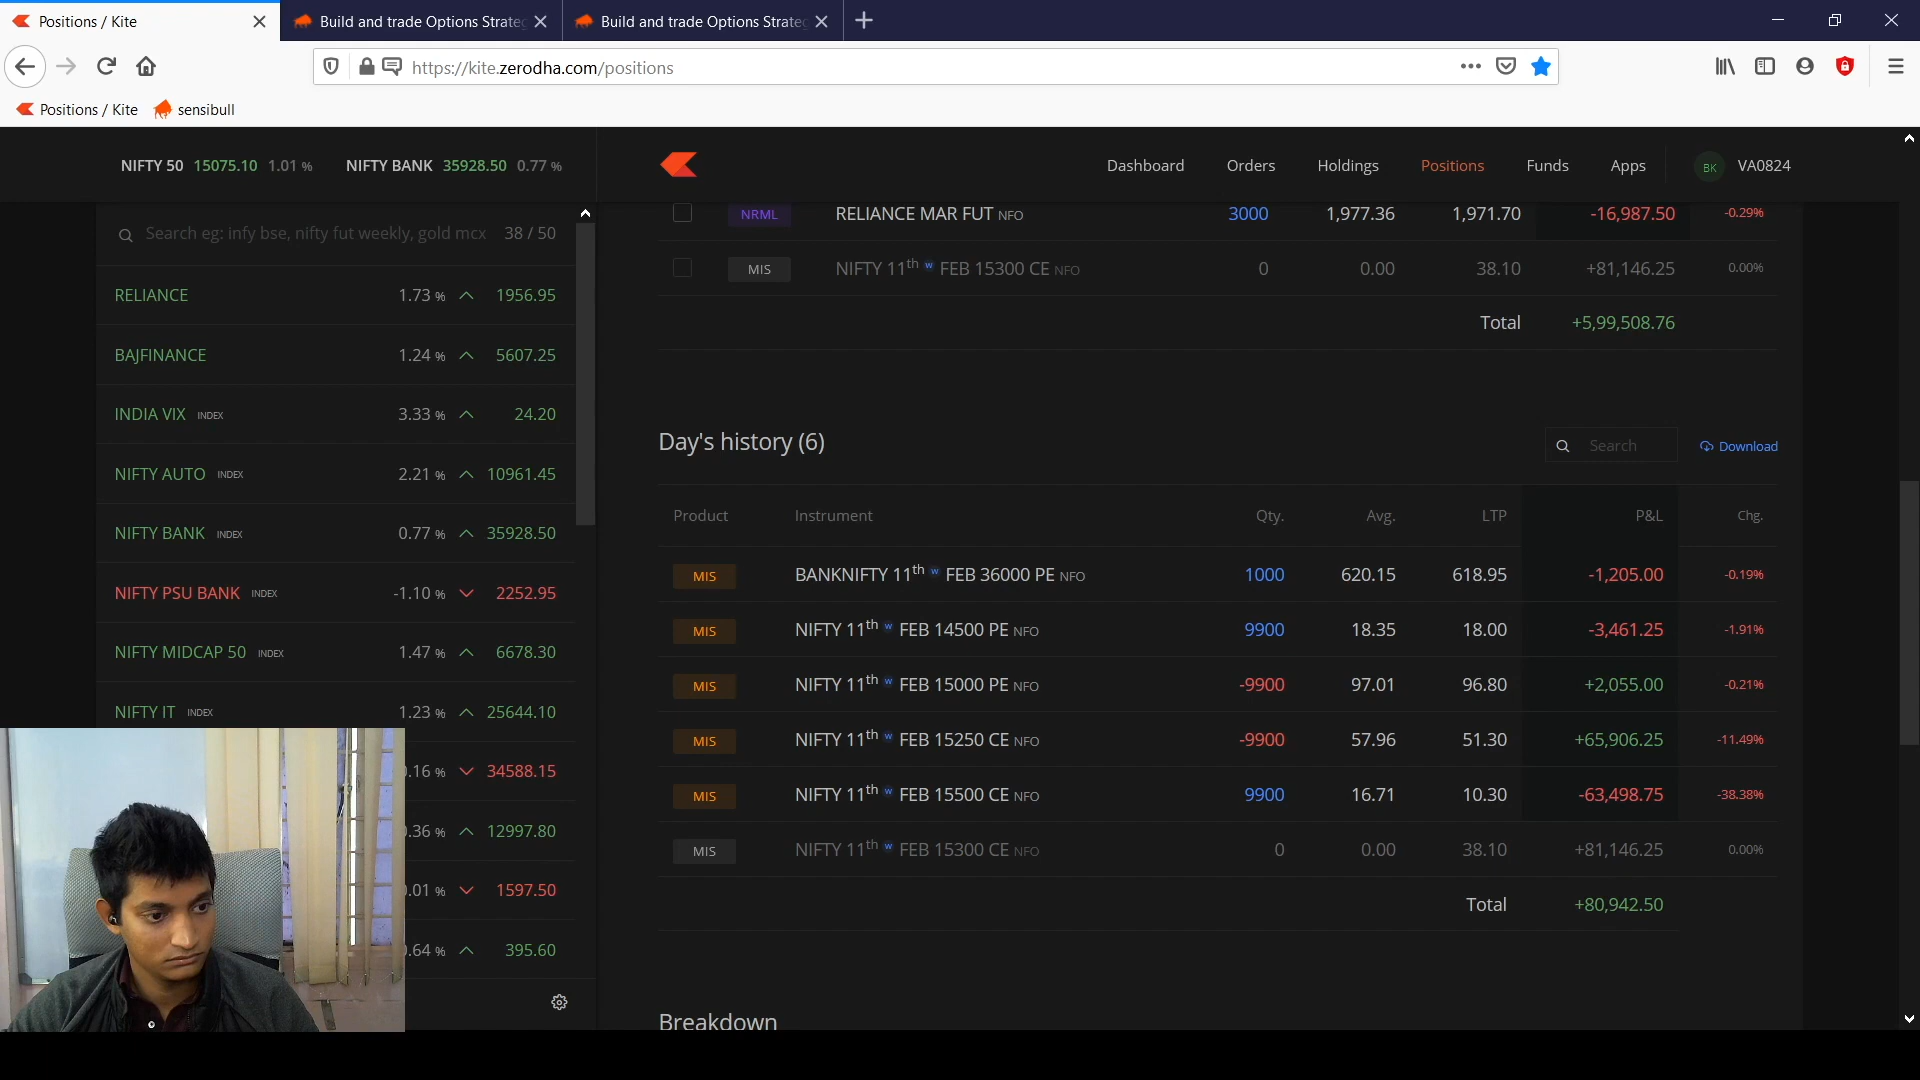 Positions / Kite
Build and trade Options Strate
Build and trade Options Strate
https://kite.zerodha.com/positions
Positions / Kite
sensibull
NIFTY 50 15075.10 1.01 %
NIFTY BANK 35928.50 0.77 %
Dashboard
Orders
Holdings
Positions
Funds
Apps
BK
VA0824
Search eg: infy bse, nifty fut weekly, gold mcx 38 / 50
RELIANCE 1.73 % 1956.95
BAJFINANCE 1.24 % 5607.25
INDIA VIX INDEX 3.33 % 24.20
NIFTY AUTO INDEX 2.21 % 10961.45
NIFTY BANK INDEX 0.77 % 35928.50
NIFTY PSU BANK INDEX -1.10 % 2252.95
NIFTY MIDCAP 50 INDEX 1.47 % 6678.30
NIFTY IT INDEX 1.23 % 25644.10
.16 % 34588.15
.36 % 12997.80
.01 % 1597.50
.64 % 395.60
NRML RELIANCE MAR FUT NFO 3000 1,977.36 1,971.70 -16,987.50 -0.29%
MIS NIFTY 11th w FEB 15300 CE NFO 0 0.00 38.10 +81,146.25 0.00%
Total +5,99,508.76
Day's history (6)
Search
Download
Product Instrument Qty. Avg. LTP P&L Chg.
MIS BANKNIFTY 11th w FEB 36000 PE NFO 1000 620.15 618.95 -1,205.00 -0.19%
MIS NIFTY 11th w FEB 14500 PE NFO 9900 18.35 18.00 -3,461.25 -1.91%
MIS NIFTY 11th w FEB 15000 PE NFO -9900 97.01 96.80 +2,055.00 -0.21%
MIS NIFTY 11th w FEB 15250 CE NFO -9900 57.96 51.30 +65,906.25 -11.49%
MIS NIFTY 11th w FEB 15500 CE NFO 9900 16.71 10.30 -63,498.75 -38.38%
MIS NIFTY 11th w FEB 15300 CE NFO 0 0.00 38.10 +81,146.25 0.00%
Total +80,942.50
Breakdown